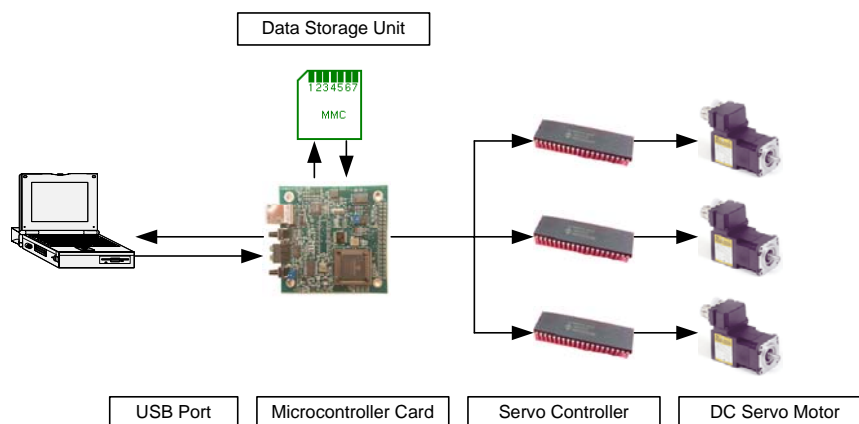 Data Storage Unit
1234567
MMC
USB Port
Microcontroller Card
Servo Controller
DC Servo Motor